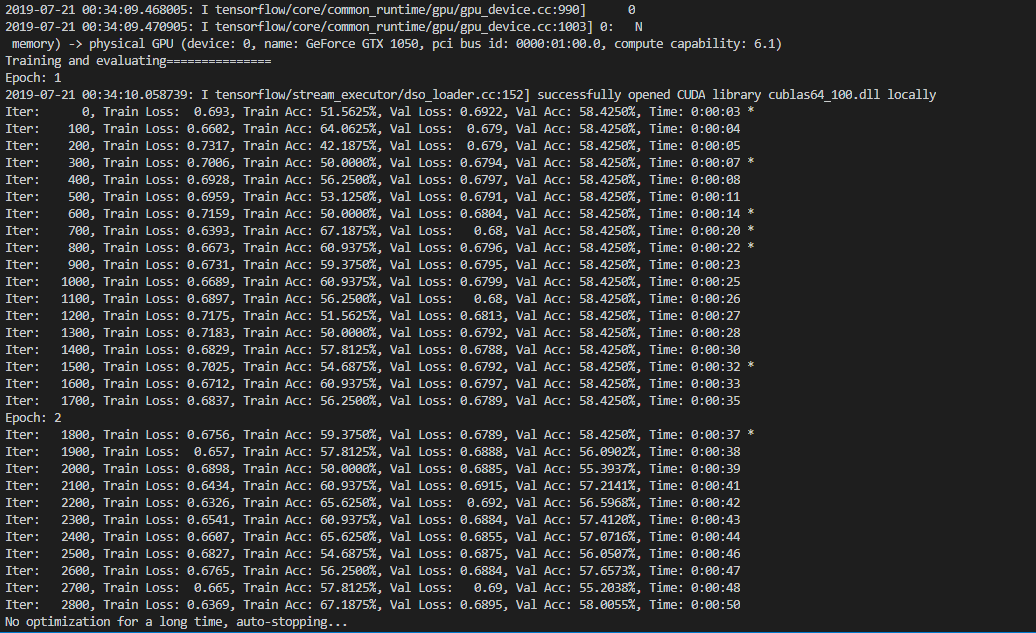 2019-07-21 00:34:09.468005: I tensorflow/core/common_runtime/gpu/gpu_device.cc:990]      0
2019-07-21 00:34:09.470905: I tensorflow/core/common_runtime/gpu/gpu_device.cc:1003] 0:   N
 memory) -> physical GPU (device: 0, name: GeForce GTX 1050, pci bus id: 0000:01:00.0, compute capability: 6.1)
Training and evaluating===============
Epoch: 1
2019-07-21 00:34:10.058739: I tensorflow/stream_executor/dso_loader.cc:152] successfully opened CUDA library cublas64_100.dll locally
Iter:      0, Train Loss:  0.693, Train Acc: 51.5625%, Val Loss: 0.6922, Val Acc: 58.4250%, Time: 0:00:03 *
Iter:    100, Train Loss: 0.6602, Train Acc: 64.0625%, Val Loss:  0.679, Val Acc: 58.4250%, Time: 0:00:04
Iter:    200, Train Loss: 0.7317, Train Acc: 42.1875%, Val Loss:  0.679, Val Acc: 58.4250%, Time: 0:00:05
Iter:    300, Train Loss: 0.7006, Train Acc: 50.0000%, Val Loss: 0.6794, Val Acc: 58.4250%, Time: 0:00:07 *
Iter:    400, Train Loss: 0.6928, Train Acc: 56.2500%, Val Loss: 0.6797, Val Acc: 58.4250%, Time: 0:00:08
Iter:    500, Train Loss: 0.6959, Train Acc: 53.1250%, Val Loss: 0.6791, Val Acc: 58.4250%, Time: 0:00:11
Iter:    600, Train Loss: 0.7159, Train Acc: 50.0000%, Val Loss: 0.6804, Val Acc: 58.4250%, Time: 0:00:14 *
Iter:    700, Train Loss: 0.6393, Train Acc: 67.1875%, Val Loss:   0.68, Val Acc: 58.4250%, Time: 0:00:20 *
Iter:    800, Train Loss: 0.6673, Train Acc: 60.9375%, Val Loss: 0.6796, Val Acc: 58.4250%, Time: 0:00:22 *
Iter:    900, Train Loss: 0.6731, Train Acc: 59.3750%, Val Loss: 0.6795, Val Acc: 58.4250%, Time: 0:00:23
Iter:   1000, Train Loss: 0.6689, Train Acc: 60.9375%, Val Loss: 0.6799, Val Acc: 58.4250%, Time: 0:00:25
Iter:   1100, Train Loss: 0.6897, Train Acc: 56.2500%, Val Loss:   0.68, Val Acc: 58.4250%, Time: 0:00:26
Iter:   1200, Train Loss: 0.7175, Train Acc: 51.5625%, Val Loss: 0.6813, Val Acc: 58.4250%, Time: 0:00:27
Iter:   1300, Train Loss: 0.7183, Train Acc: 50.0000%, Val Loss: 0.6792, Val Acc: 58.4250%, Time: 0:00:28
Iter:   1400, Train Loss: 0.6829, Train Acc: 57.8125%, Val Loss: 0.6788, Val Acc: 58.4250%, Time: 0:00:30
Iter:   1500, Train Loss: 0.7025, Train Acc: 54.6875%, Val Loss: 0.6792, Val Acc: 58.4250%, Time: 0:00:32 *
Iter:   1600, Train Loss: 0.6712, Train Acc: 60.9375%, Val Loss: 0.6797, Val Acc: 58.4250%, Time: 0:00:33
Iter:   1700, Train Loss: 0.6837, Train Acc: 56.2500%, Val Loss: 0.6789, Val Acc: 58.4250%, Time: 0:00:35
Epoch: 2
Iter:   1800, Train Loss: 0.6756, Train Acc: 59.3750%, Val Loss: 0.6789, Val Acc: 58.4250%, Time: 0:00:37 *
Iter:   1900, Train Loss:  0.657, Train Acc: 57.8125%, Val Loss: 0.6888, Val Acc: 56.0902%, Time: 0:00:38
Iter:   2000, Train Loss: 0.6898, Train Acc: 50.0000%, Val Loss: 0.6885, Val Acc: 55.3937%, Time: 0:00:39
Iter:   2100, Train Loss: 0.6434, Train Acc: 60.9375%, Val Loss: 0.6915, Val Acc: 57.2141%, Time: 0:00:41
Iter:   2200, Train Loss: 0.6326, Train Acc: 65.6250%, Val Loss:  0.692, Val Acc: 56.5968%, Time: 0:00:42
Iter:   2300, Train Loss: 0.6541, Train Acc: 60.9375%, Val Loss: 0.6884, Val Acc: 57.4120%, Time: 0:00:43
Iter:   2400, Train Loss: 0.6607, Train Acc: 65.6250%, Val Loss: 0.6855, Val Acc: 57.0716%, Time: 0:00:44
Iter:   2500, Train Loss: 0.6827, Train Acc: 54.6875%, Val Loss: 0.6875, Val Acc: 56.0507%, Time: 0:00:46
Iter:   2600, Train Loss: 0.6765, Train Acc: 56.2500%, Val Loss: 0.6884, Val Acc: 57.6573%, Time: 0:00:47
Iter:   2700, Train Loss:  0.665, Train Acc: 57.8125%, Val Loss:   0.69, Val Acc: 55.2038%, Time: 0:00:48
Iter:   2800, Train Loss: 0.6369, Train Acc: 67.1875%, Val Loss: 0.6895, Val Acc: 58.0055%, Time: 0:00:50
No optimization for a long time, auto-stopping...